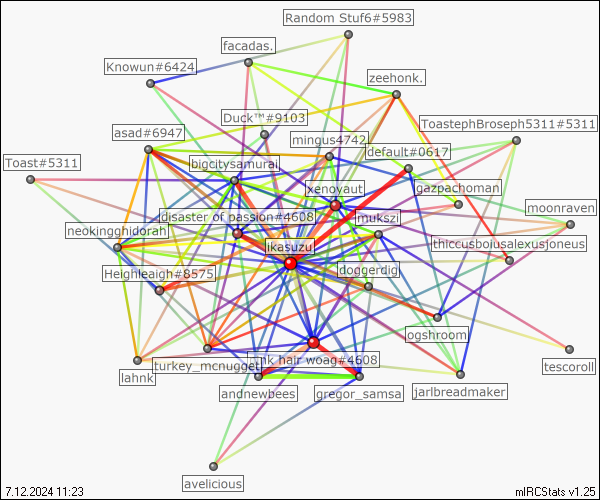 Random Stuf6#5983
facadas.
Knowun#6424
zeehonk.
Duck™#9103
ToastephBroseph5311#5311
asad#6947
mingus4742
default#0617
Toast#5311
bigcitysamurai
xenoyaut
gazpachoman
moonraven
disaster of passion#4608
mukszi
neokingghidorah
likasuzu
thiccusboiusalexusjoneus
Heighleaigh#8575
doggerdig
ogshroom
turkey_mcnugget
pink hair woag#4608
tescoroll
lahnk
andnewbees
gregor_samsa
jarlbreadmaker
avelicious
7.12.2024 11:23
mIRCStats v1.25